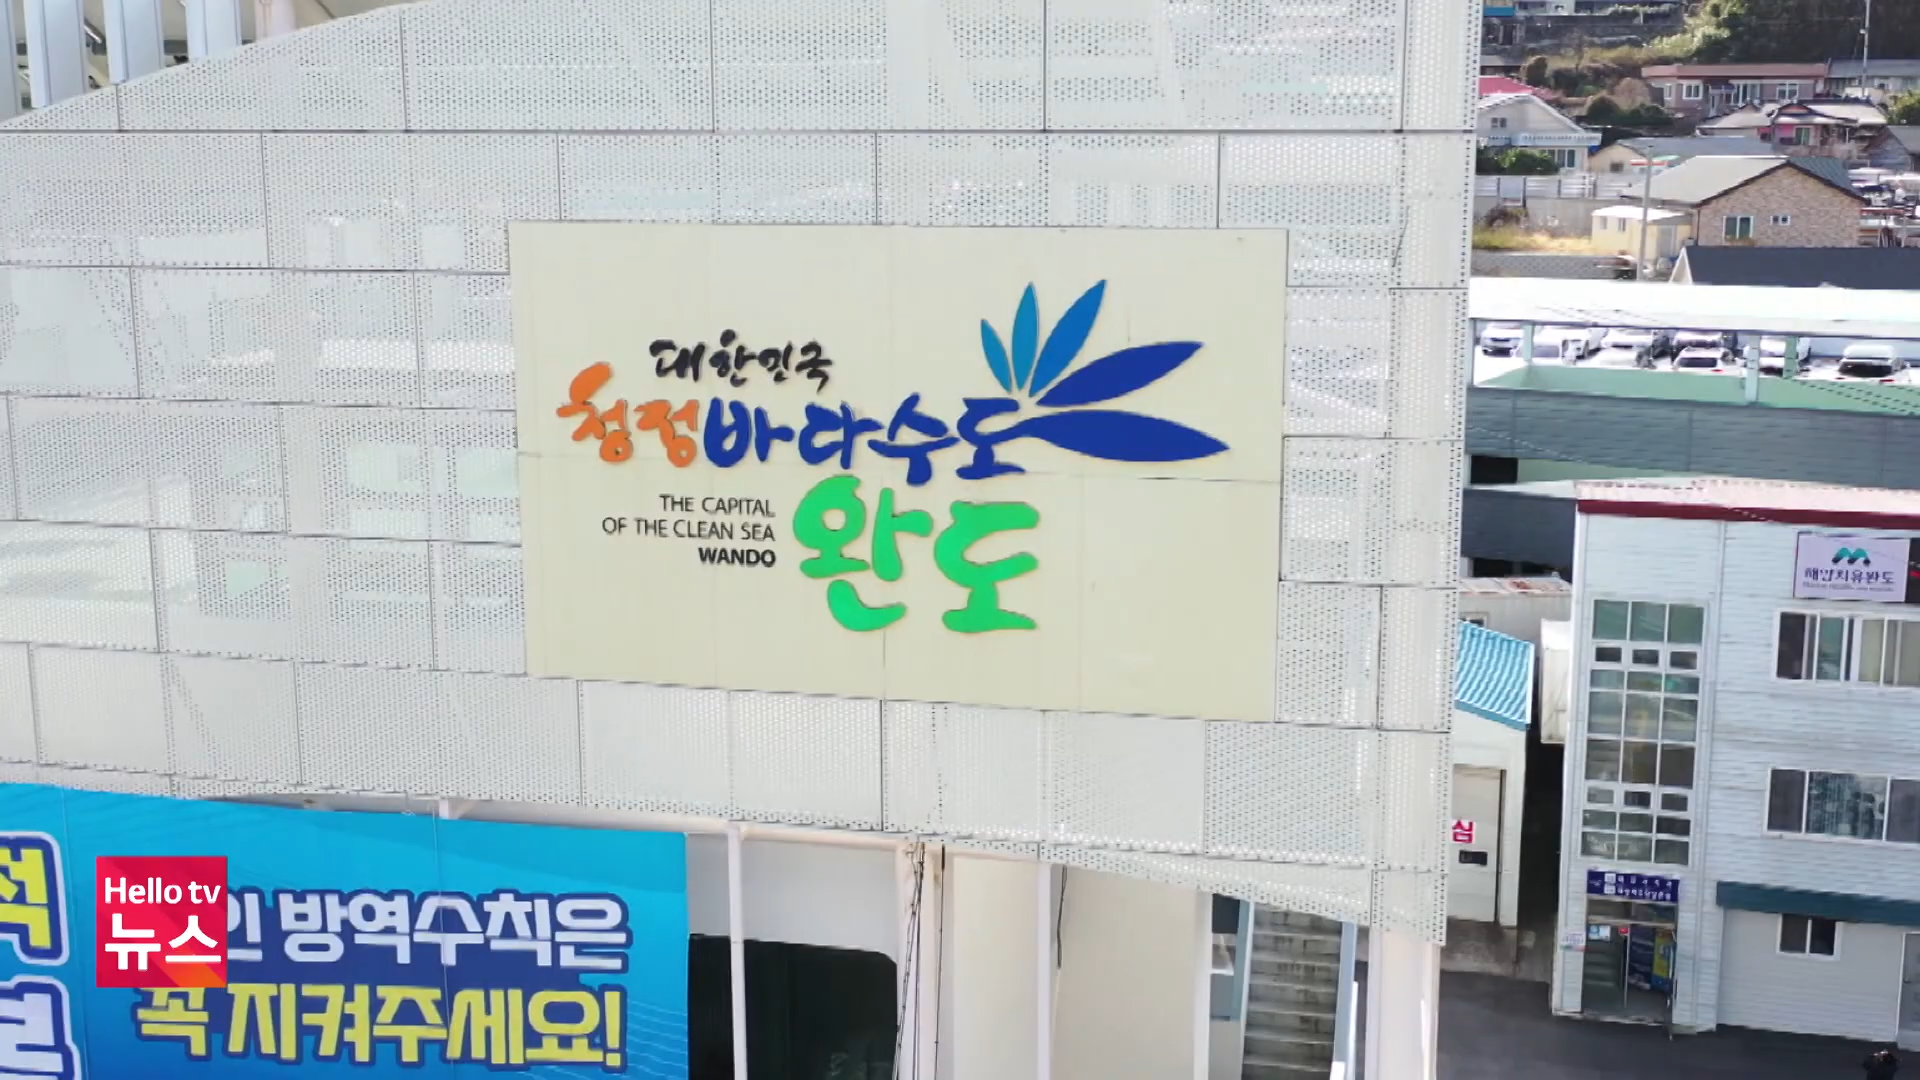 대한민국
청정바다수도
THE CAPITAL
OF THE CLEAN SEA
WANDO
완도
해양치유완도
심
Hello tv
뉴스
인 방역수칙은
꼭 지켜주세요!